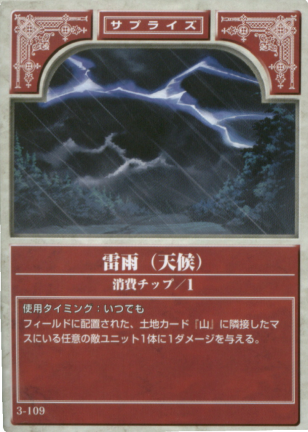 サプライズ
雷雨（天候）
消費チップ/1
使用タイミング：いつでも
フィールドに配置された、土地カード『山』に隣接したマ
スにいる任意の敵ユニット1体に1ダメージを与える。
3-109